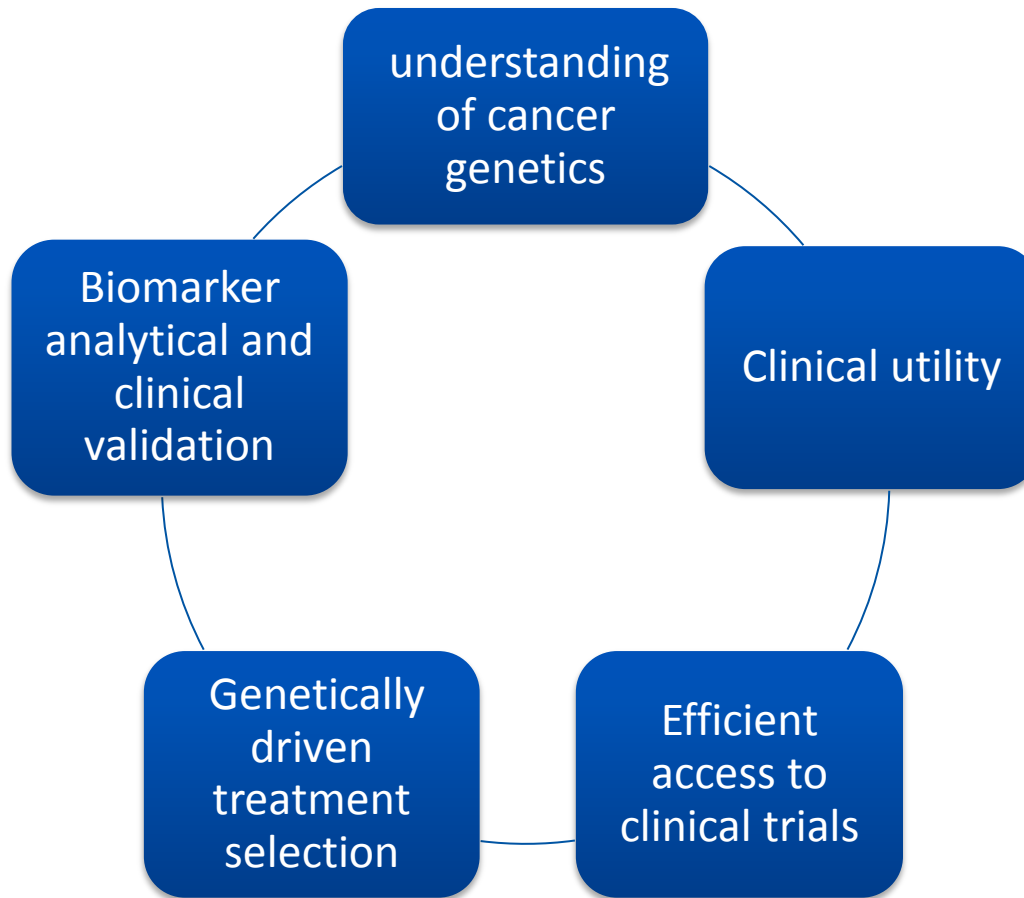 understanding
of cancer
genetics
Clinical utility
Efficient
access to
clinical trials
Genetically
driven
treatment
selection
Biomarker
analytical and
clinical
validation